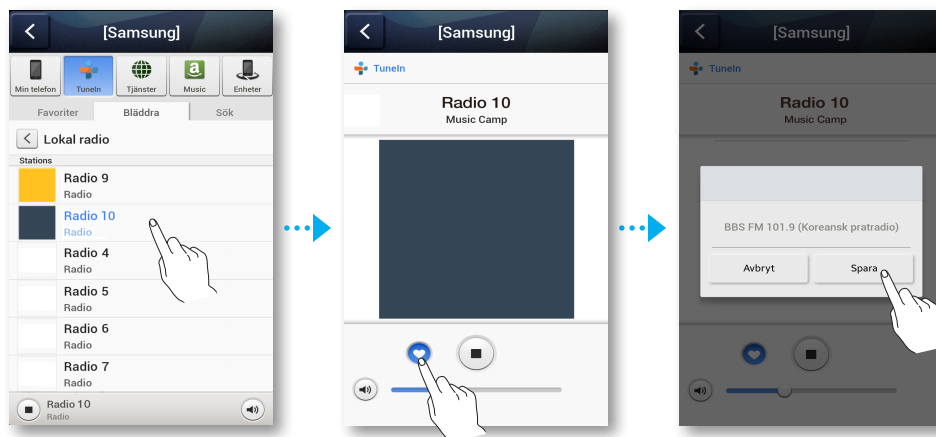 [Samsung]
Min telefon
TuneIn
Tjänster
Music
Enheter
Favoriter
Bläddra
Sök
Lokal radio
Stations
Radio 9
Radio
Radio 10
Radio
Radio 4
Radio
Radio 5
Radio
Radio 6
Radio
Radio 7
Radio
Radio 10
Radio
[Samsung]
TuneIn
Radio 10
Music Camp
[Samsung]
TuneIn
Radio 10
Music Camp
BBS FM 101.9 (Koreansk pratradio)
Avbryt
Spara